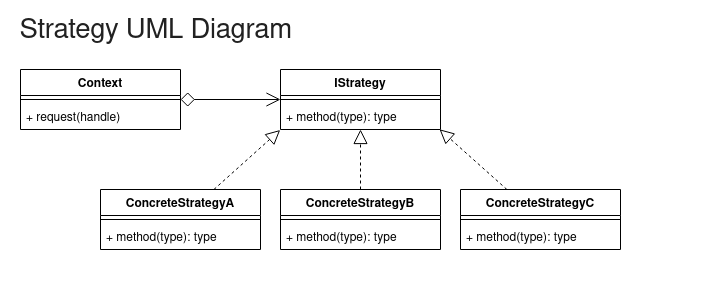 Strategy UML Diagram
Context
+ request(handle)
IStrategy
+ method(type): type
ConcreteStrategyA
+ method(type): type
ConcreteStrategyB
+ method(type): type
ConcreteStrategyC
+ method(type): type